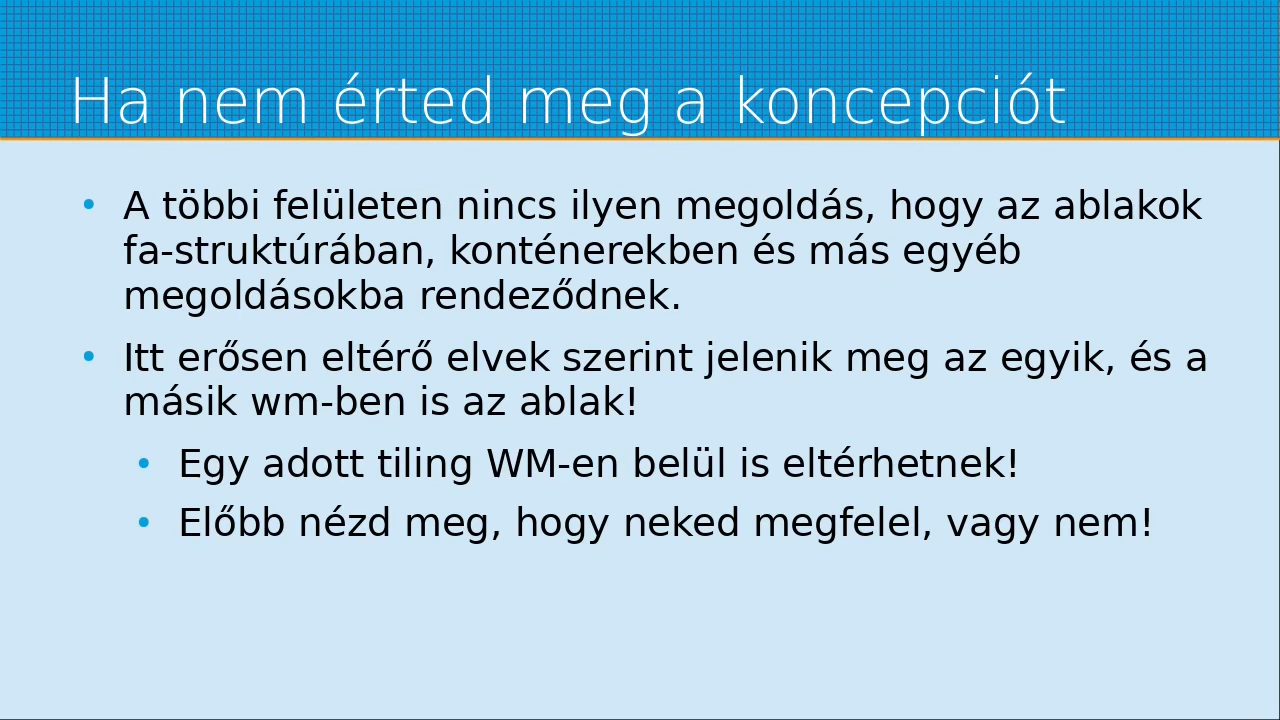 Ha nem érted meg a koncepciót
• A többi felületen nincs ilyen megoldás, hogy az ablakok
fa-struktúrában, konténerekben és más egyéb
megoldásokba rendeződnek.
• Itt erősen eltérő elvek szerint jelenik meg az egyik, és a
másik wm-ben is az ablak!
• Egy adott tiling WM-en belül is eltérhetnek!
• Előbb nézd meg, hogy neked megfelel, vagy nem!